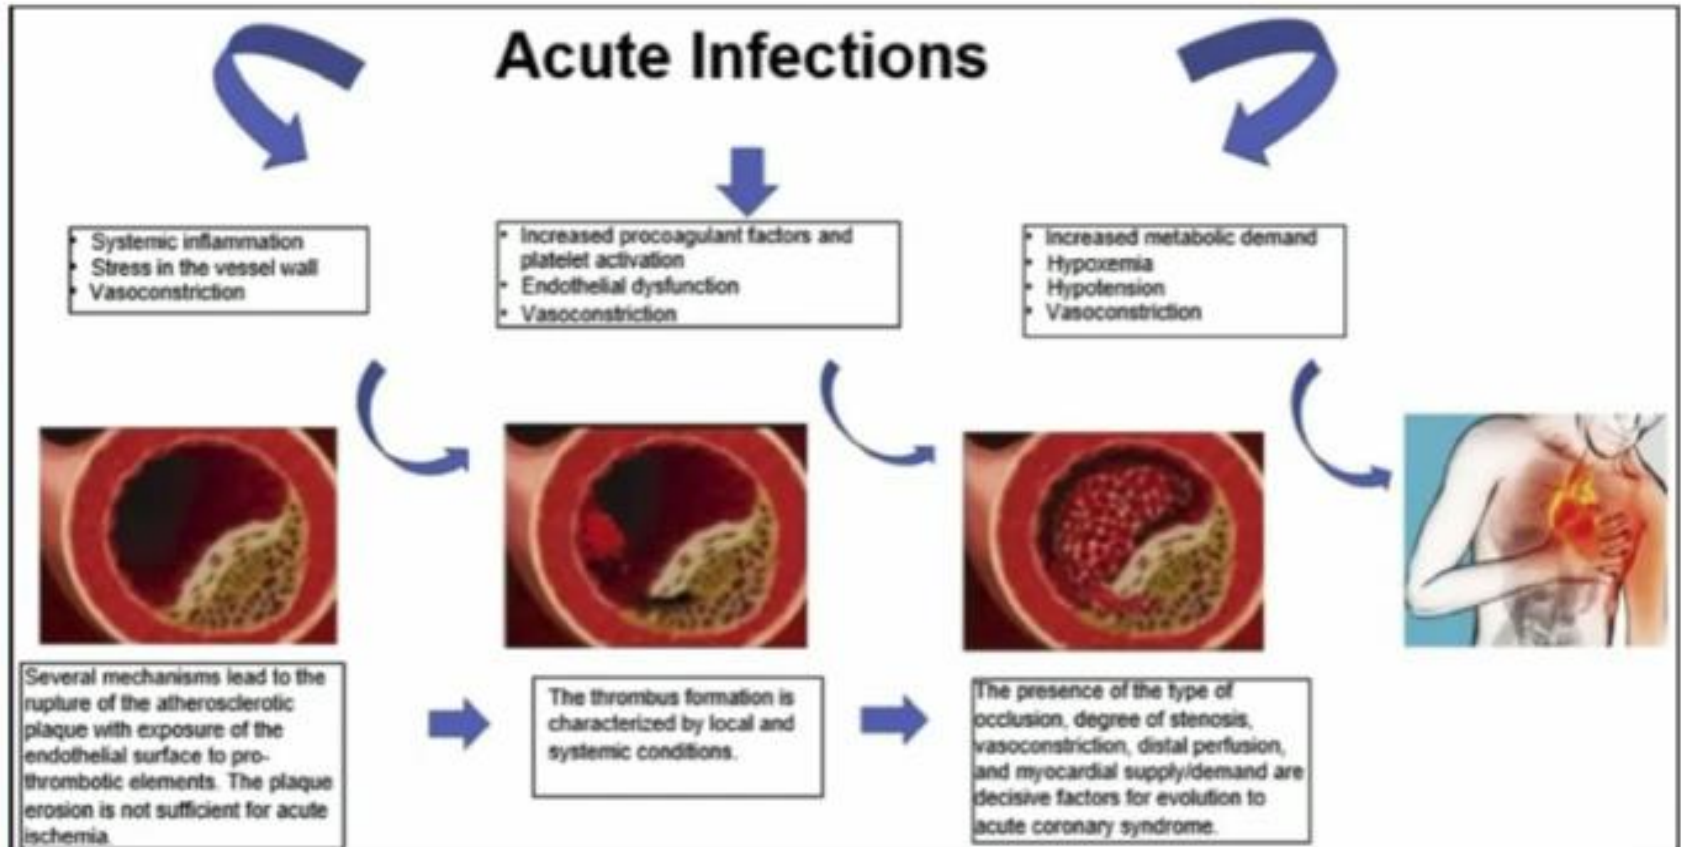 Acute Infections
• Systemic inflammation
• Stress in the vessel wall
• Vasoconstriction
• Increased procoagulant factors and
platelet activation
• Endothelial dysfunction
• Vasoconstriction
• Increased metabolic demand
• Hypoxemia
• Hypotension
• Vasoconstriction
Several mechanisms lead to the
rupture of the atherosclerotic
plaque with exposure of the
endothelial surface to pro-
thrombotic elements. The plaque
erosion is not sufficient for acute
ischemia.
The thrombus formation is
characterized by local and
systemic conditions.
The presence of the type of
occlusion, degree of stenosis,
vasoconstriction, distal perfusion,
and myocardial supply/demand are
decisive factors for evolution to
acute coronary syndrome.